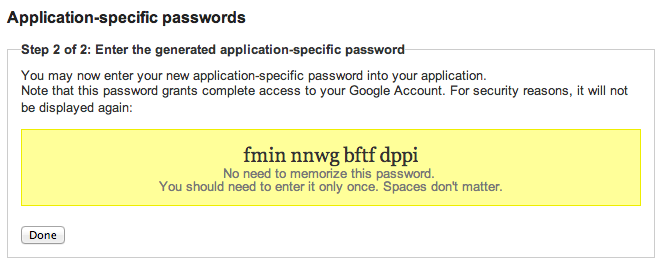 Application-specific passwords
Step 2 of 2: Enter the generated application-specific password
You may now enter your new application-specific password into your application.
Note that this password grants complete access to your Google Account. For security reasons, it will not
be displayed again:
fmin nnwg bftf dppi
No need to memorize this password.
You should need to enter it only once. Spaces don't matter.
Done